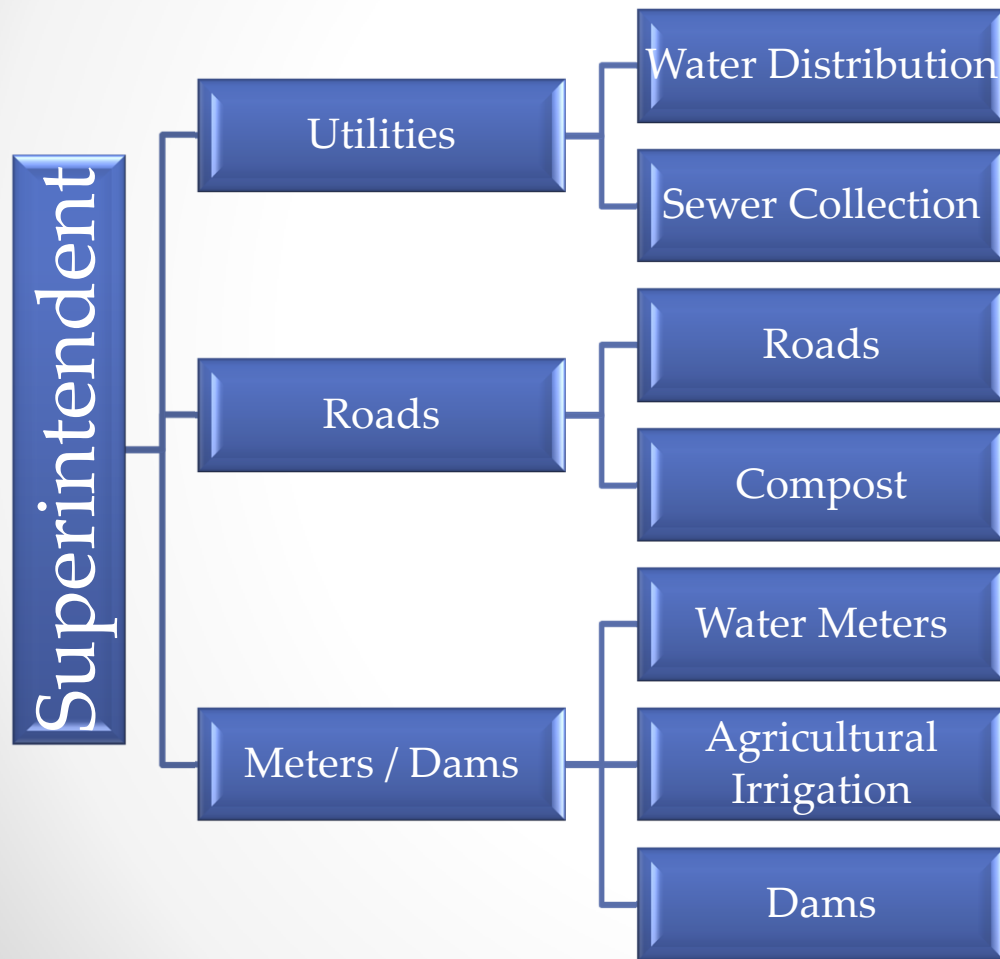 Superintendent
Utilities
Water Distribution
Sewer Collection
Roads
Roads
Compost
Meters / Dams
Water Meters
Agricultural
Irrigation
Dams